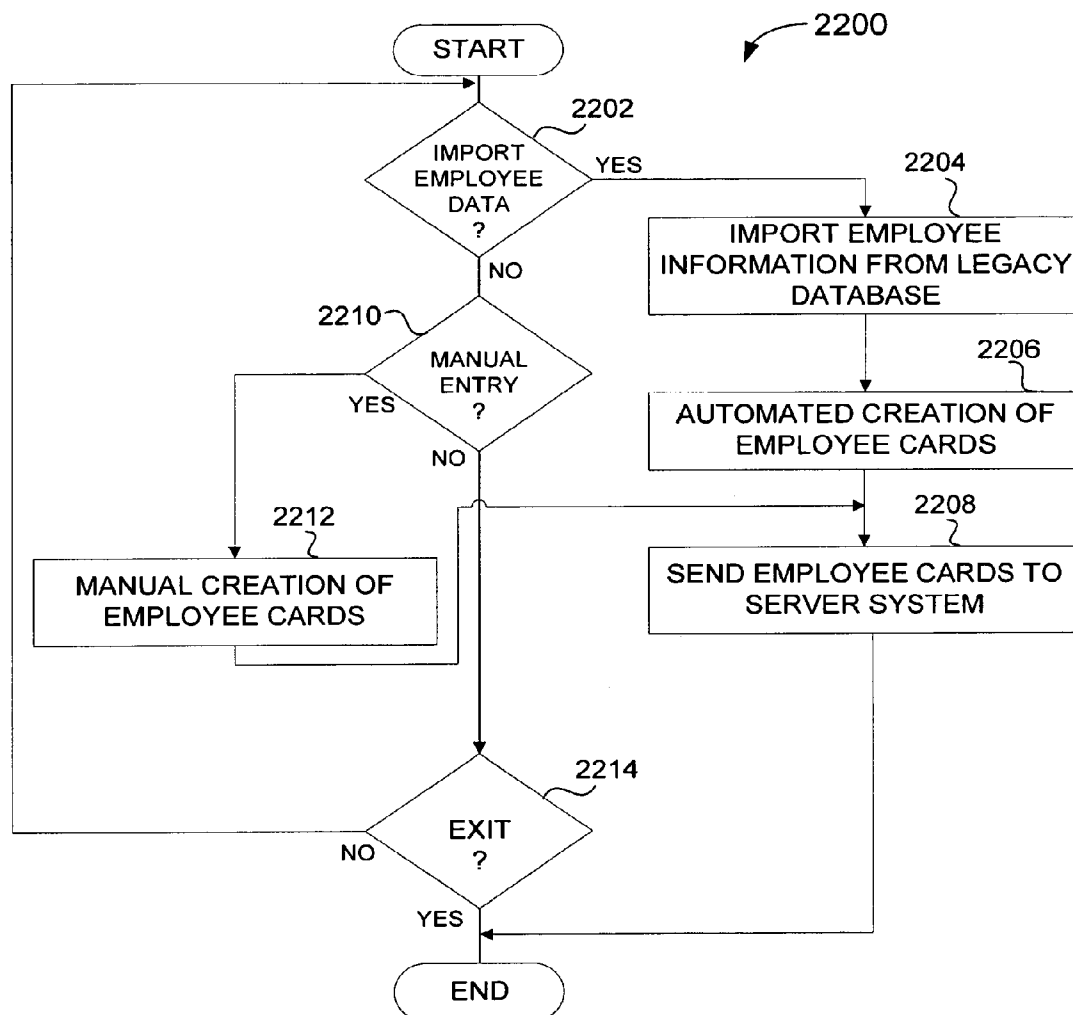 START
2200
2202
IMPORT
EMPLOYEE
DATA
?
YES
NO
2204
IMPORT EMPLOYEE
INFORMATION FROM LEGACY
DATABASE
2210
MANUAL
ENTRY
?
YES
NO
2206
AUTOMATED CREATION OF
EMPLOYEE CARDS
2212
MANUAL CREATION OF
EMPLOYEE CARDS
2208
SEND EMPLOYEE CARDS TO
SERVER SYSTEM
2214
EXIT
?
NO
YES
END